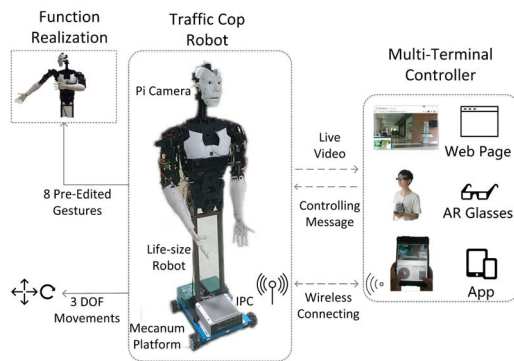 Function
Realization
8 Pre-Edited
Gestures
3 DOF
Movements
Traffic Cop
Robot
Pi Camera
Life-size
Robot
IPC
Mecanum
Platform
Live
Video
Controlling
Message
Wireless
Connecting
Multi-Terminal
Controller
Web Page
AR Glasses
App